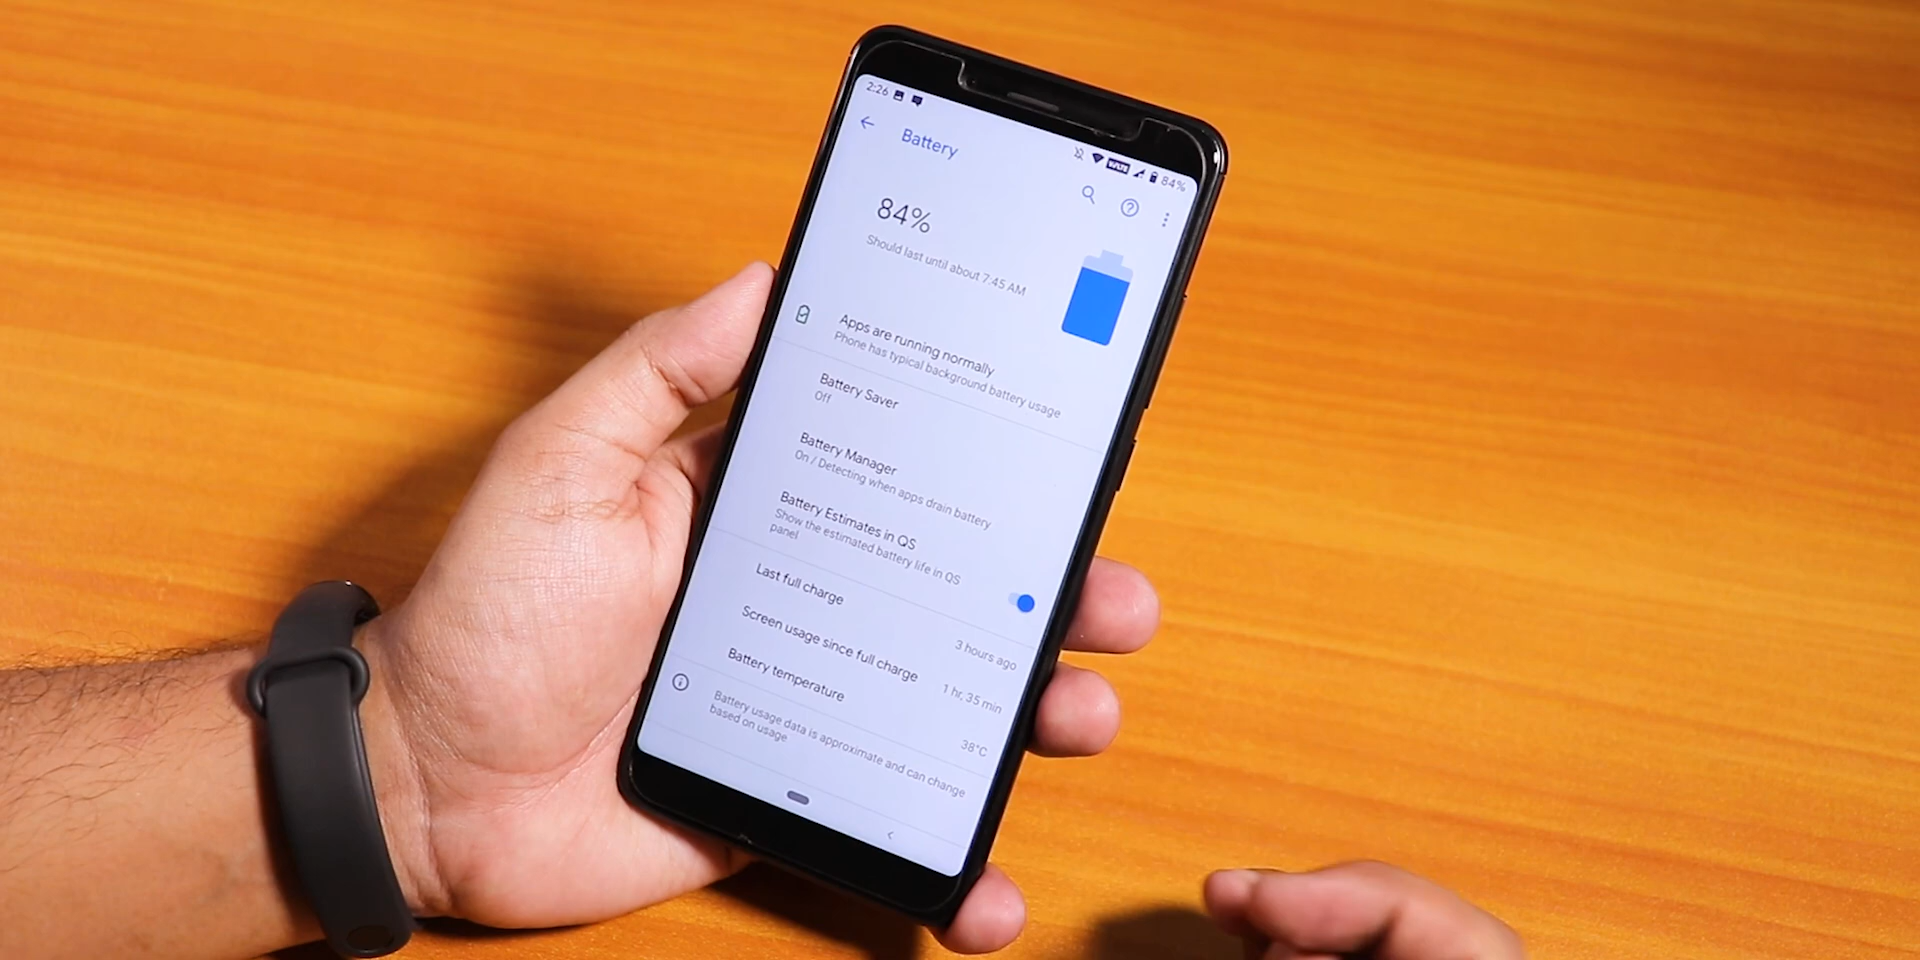 2:26
VoLTE
84%
Battery
84%
Should last until about 7:45 AM
Apps are running normally
Phone has typical background battery usage
Battery Saver
Off
Battery Manager
On / Detecting when apps drain battery
Battery Estimates in QS
Show the estimated battery life in QS
panel
Last full charge
3 hours ago
Screen usage since full charge
1 hr, 35 min
Battery temperature
38°C
Battery usage data is approximate and can change
based on usage